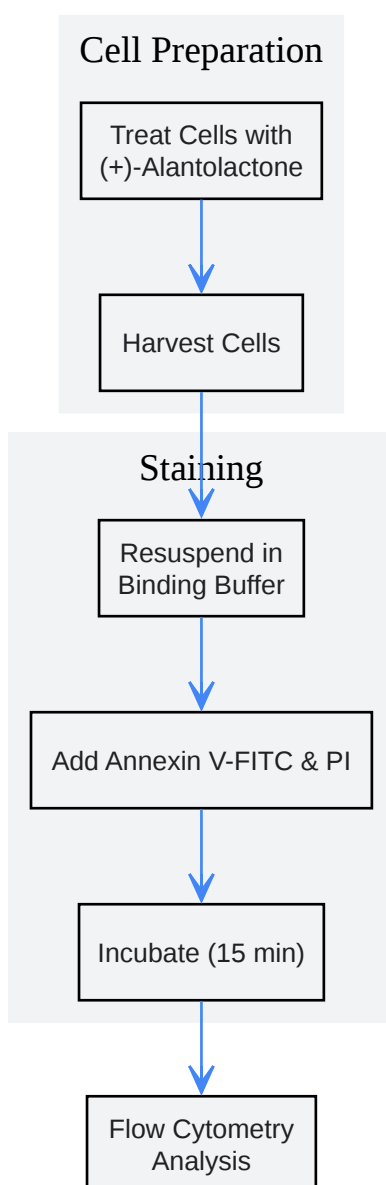 Cell Preparation
Treat Cells with
(+)-Alantolactone
Harvest Cells
Staining
Resuspend in
Binding Buffer
Add Annexin V-FITC & PI
Incubate (15 min)
Flow Cytometry
Analysis